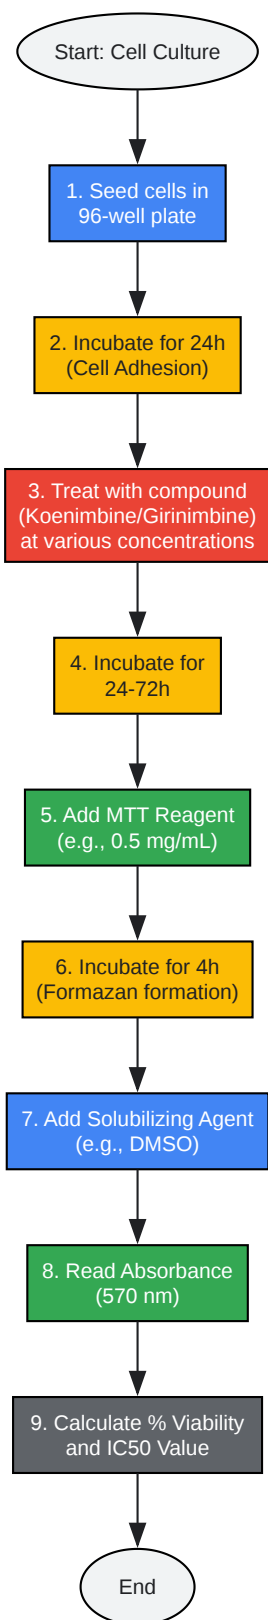 Start: Cell Culture
1. Seed cells in
96-well plate
2. Incubate for 24h
(Cell Adhesion)
3. Treat with compound
(Koenimbine/Girinimbine)
at various concentrations
4. Incubate for
24-72h
5. Add MTT Reagent
(e.g., 0.5 mg/mL)
6. Incubate for 4h
(Formazan formation)
7. Add Solubilizing Agent
(e.g., DMSO)
8. Read Absorbance
(570 nm)
9. Calculate % Viability
and IC50 Value
End